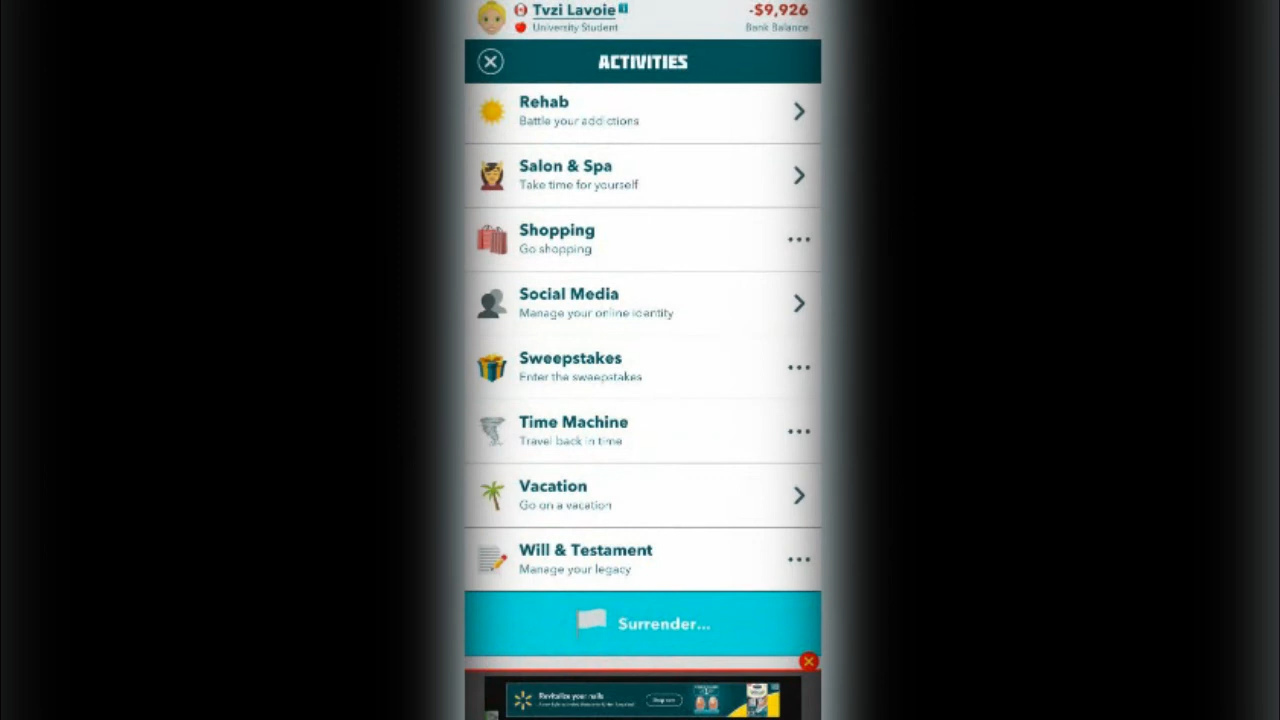 Tvzi Lavoie
-$9,926
University Student
Bank Balance
ACTIVITIES
Rehab
Battle your addictions
Salon & Spa
Take time for yourself
Shopping
Go shopping
Social Media
Manage your online identity
Sweepstakes
Enter the sweepstakes
Time Machine
Travel back in time
Vacation
Go on a vacation
Will & Testament
Manage your legacy
Surrender...
Revitalize your nails
Shop now